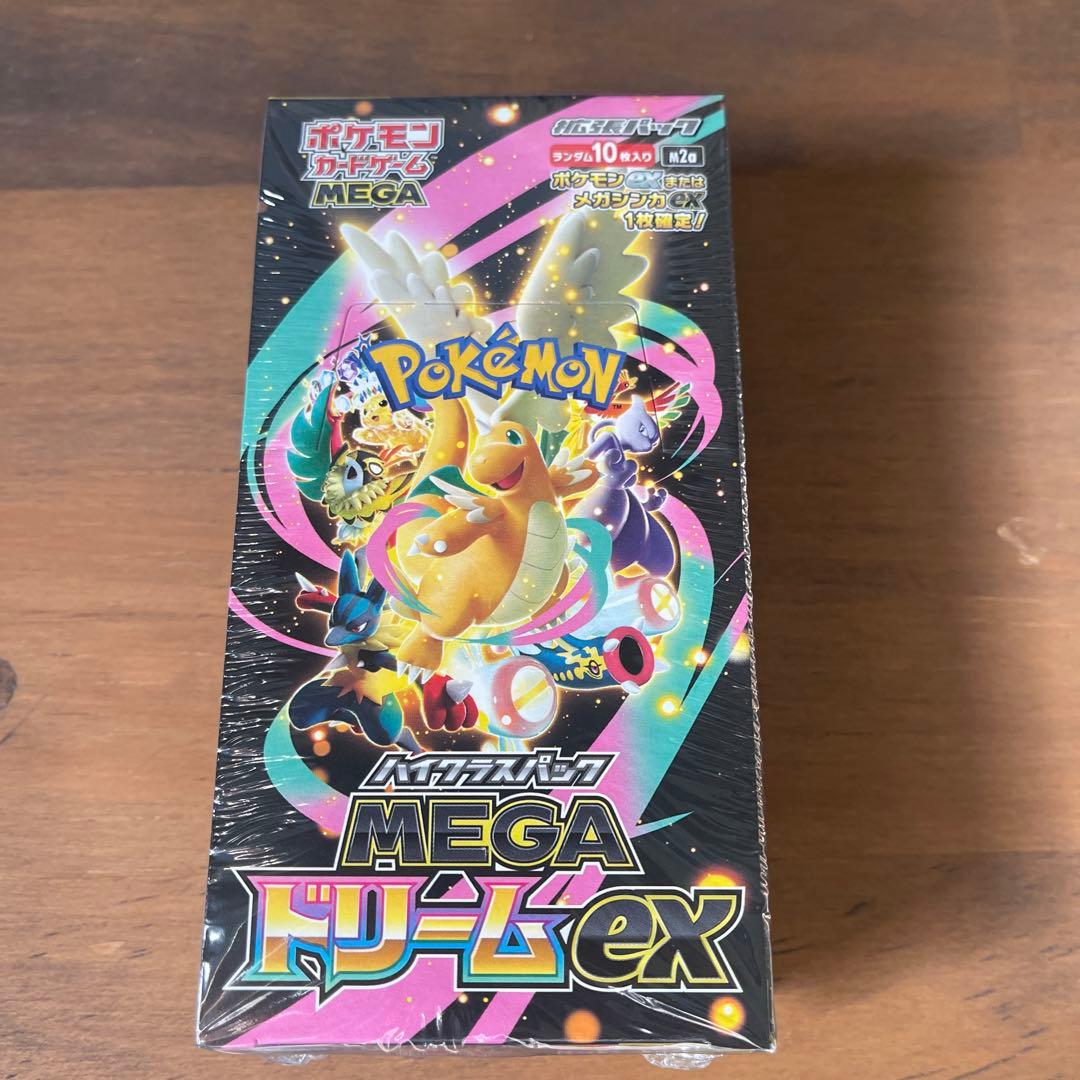 ポケモン
カードゲーム
MEGA
拡張パック
ランダム10枚入り M2a
ポケモンexまたは
メガシンカex
1枚確定!
POKéMON
TM
ハイクラスパック
MEGA
ドリームex